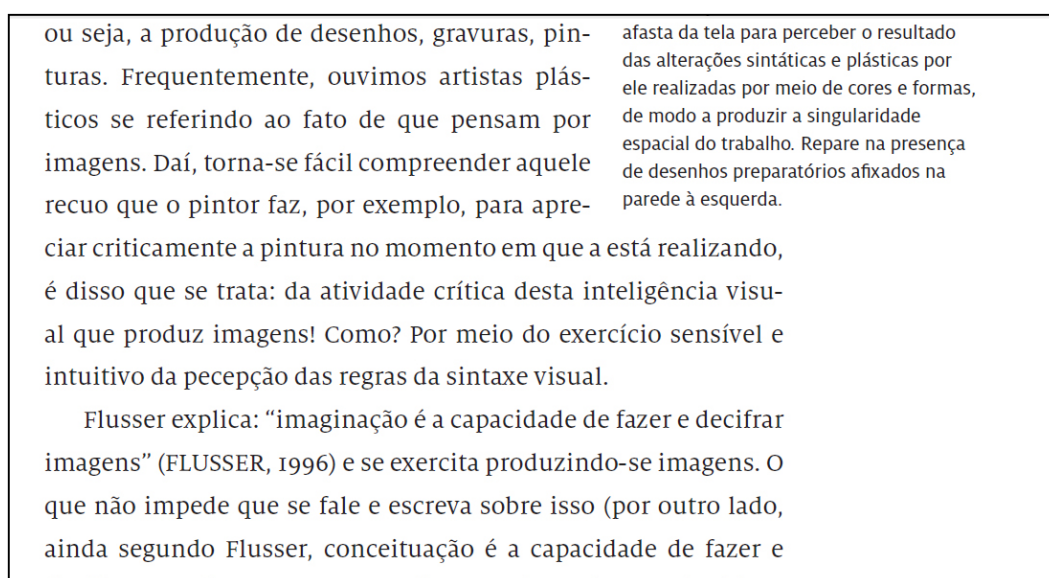 ou seja, a produção de desenhos, gravuras, pin-
turas. Frequentemente, ouvimos artistas plás-
ticos se referindo ao fato de que pensam por
imagens. Daí, torna-se fácil compreender aquele
recuo que o pintor faz, por exemplo, para apre-
ciar criticamente a pintura no momento em que a está realizando,
é disso que se trata: da atividade crítica desta inteligência visu-
al que produz imagens! Como? Por meio do exercício sensível e
intuitivo da pecepção das regras da sintaxe visual.
Flusser explica: “imaginação é a capacidade de fazer e decifrar
imagens” (FLUSSER, 1996) e se exercita produzindo-se imagens. O
que não impede que se fale e escreva sobre isso (por outro lado,
ainda segundo Flusser, conceituação é a capacidade de fazer e
afasta da tela para perceber o resultado
das alterações sintáticas e plásticas por
ele realizadas por meio de cores e formas,
de modo a produzir a singularidade
espacial do trabalho. Repare na presença
de desenhos preparatórios afixados na
parede à esquerda.